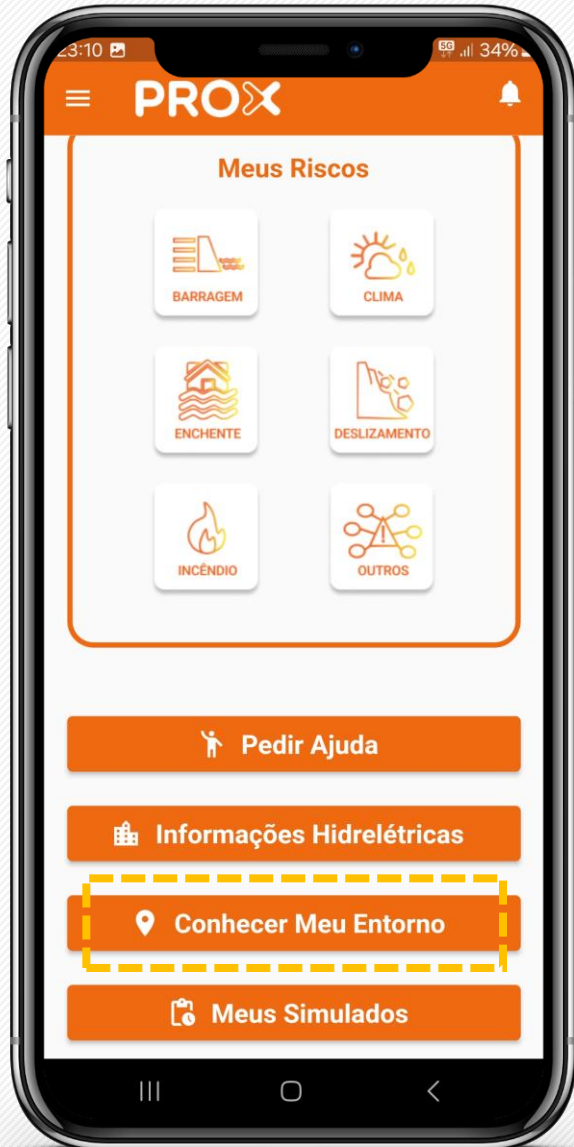 23:10 5G 34%
PROX
Meus Riscos
BARRAGEM CLIMA
ENCHENTE DESLIZAMENTO
INCÊNDIO OUTROS
Pedir Ajuda
Informações Hidrelétricas
Conhecer Meu Entorno
Meus Simulados